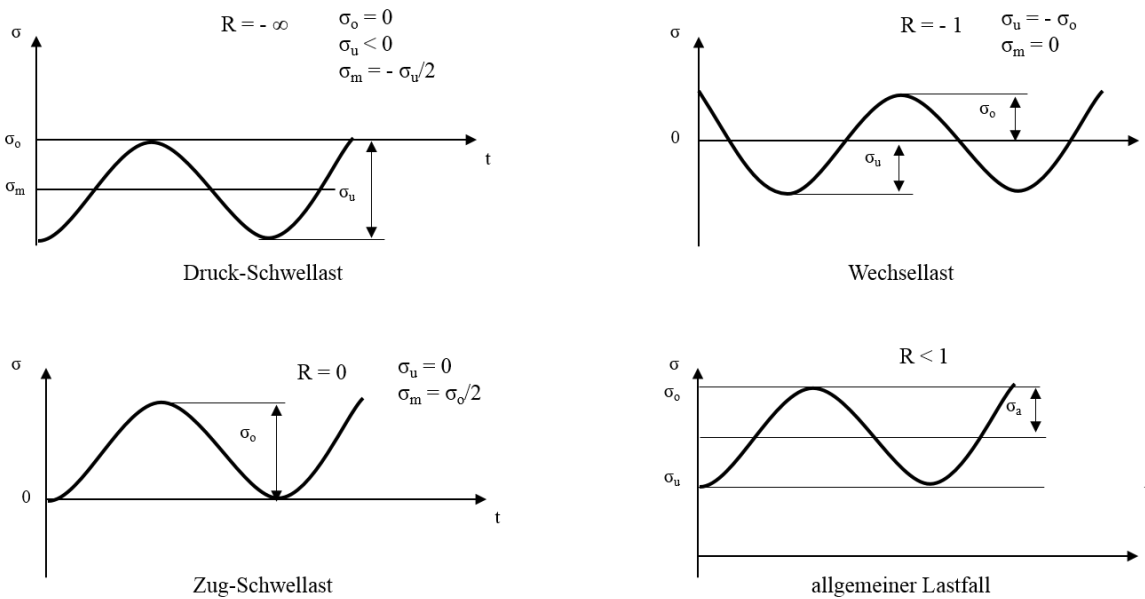 R = - ∞
σo = 0
σu < 0
σm = - σu/2
σ
σo
σm
σu
t
Druck-Schwellast
R = - 1
σu = - σo
σm = 0
σ
0
σo
σu
Wechsellast
R = 0
σu = 0
σm = σo/2
σ
σo
0
t
Zug-Schwellast
R < 1
σ
σo
σa
σu
allgemeiner Lastfall